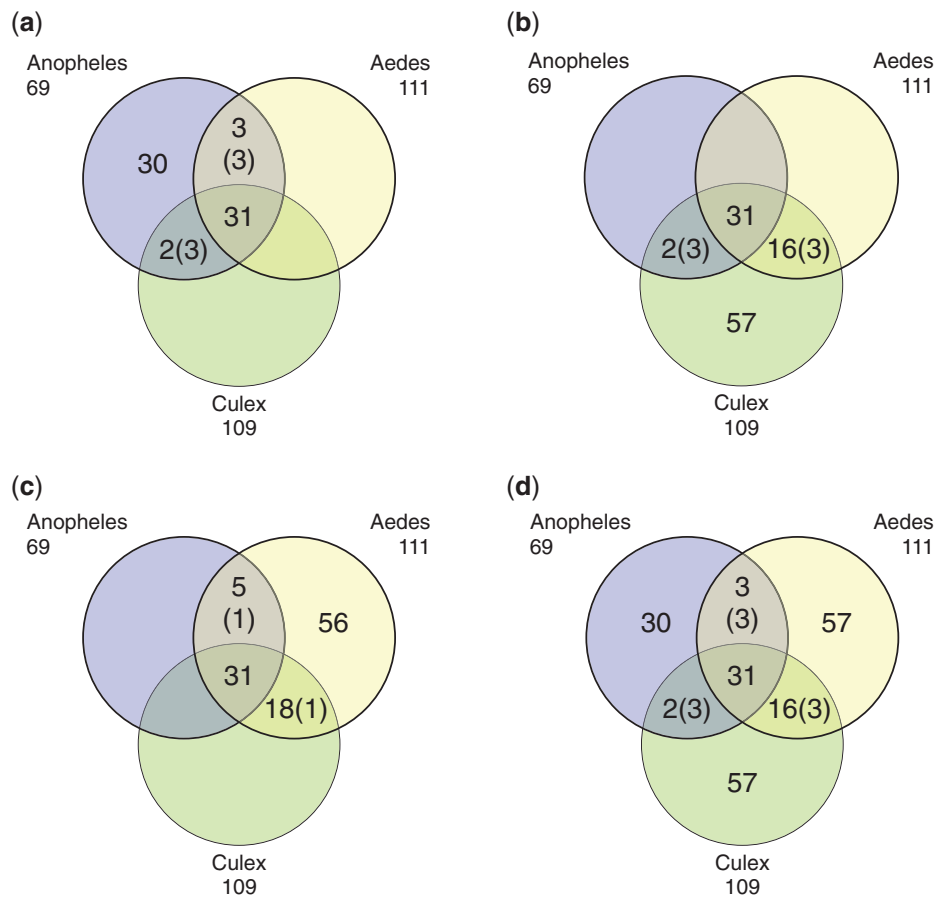 (a)
Anopheles
69
Aedes
111
3
(3)
30
31
2(3)
Culex
109
(b)
Anopheles
69
Aedes
111
31
2(3)
16(3)
57
Culex
109
(c)
Anopheles
69
Aedes
111
5
(1)
56
31
18(1)
Culex
109
(d)
Anopheles
69
Aedes
111
3
(3)
30
57
31
2(3)
16(3)
57
Culex
109